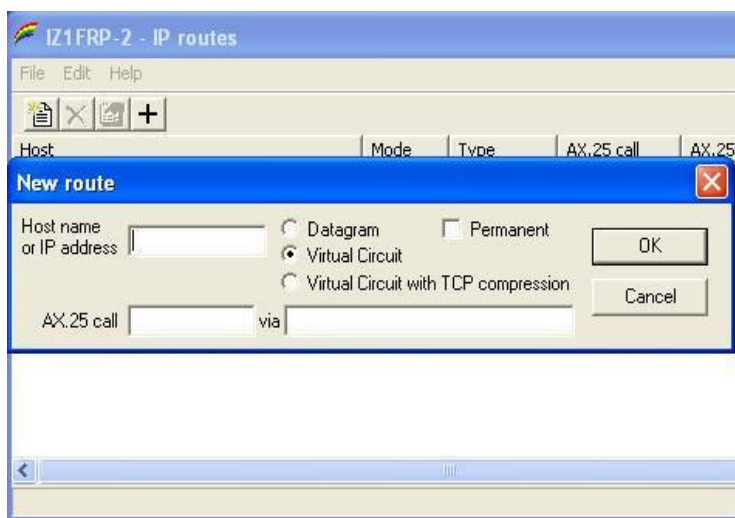 IZ1FRP-2 - IP routes
File Edit Help
Host Mode Type AX.25 call AX.25
New route
Host name
or IP address
Datagram
Permanent
Virtual Circuit
Virtual Circuit with TCP compression
OK
Cancel
AX.25 call
via